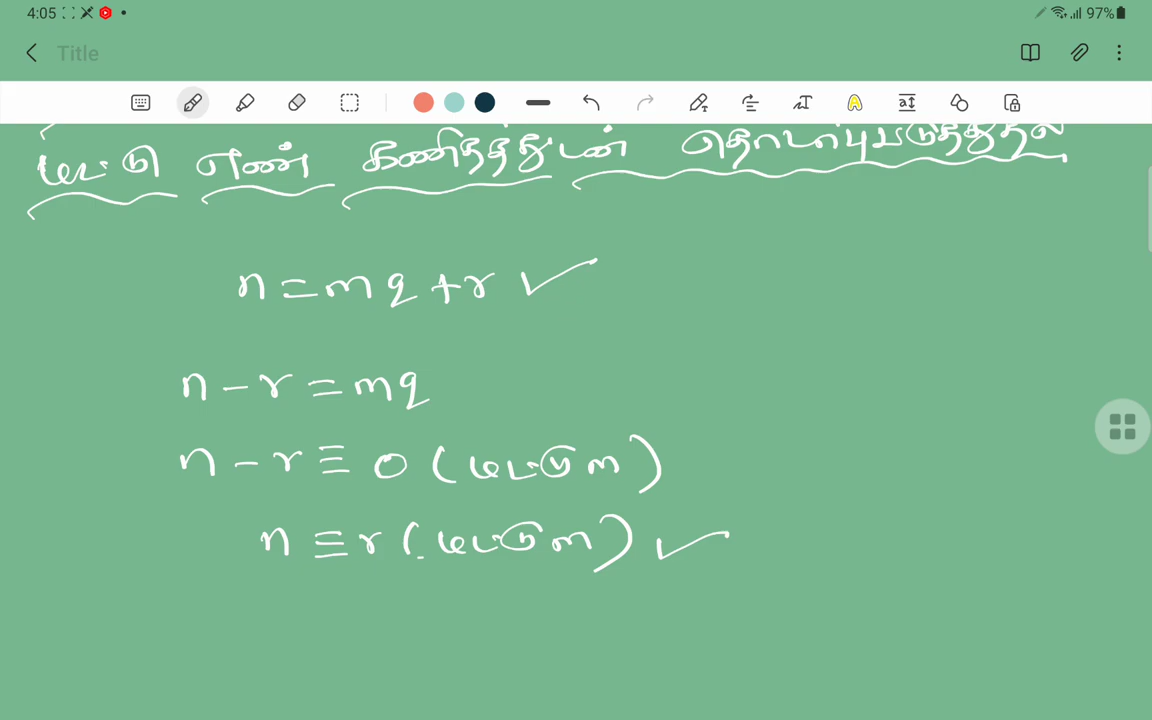 4:05
97%
Title
மட்டு எண் கணிதத்துடன் தொடர்புபடுத்துதல்
n = mq + r ✓
n - r = mq
n - r ≡ 0 (மட்டு m)
n ≡ r (மட்டு m) ✓